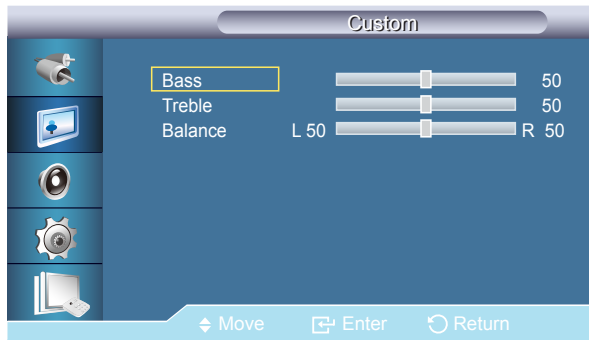 Custom
Bass 50
Treble 50
Balance L 50 R 50
Move Enter Return